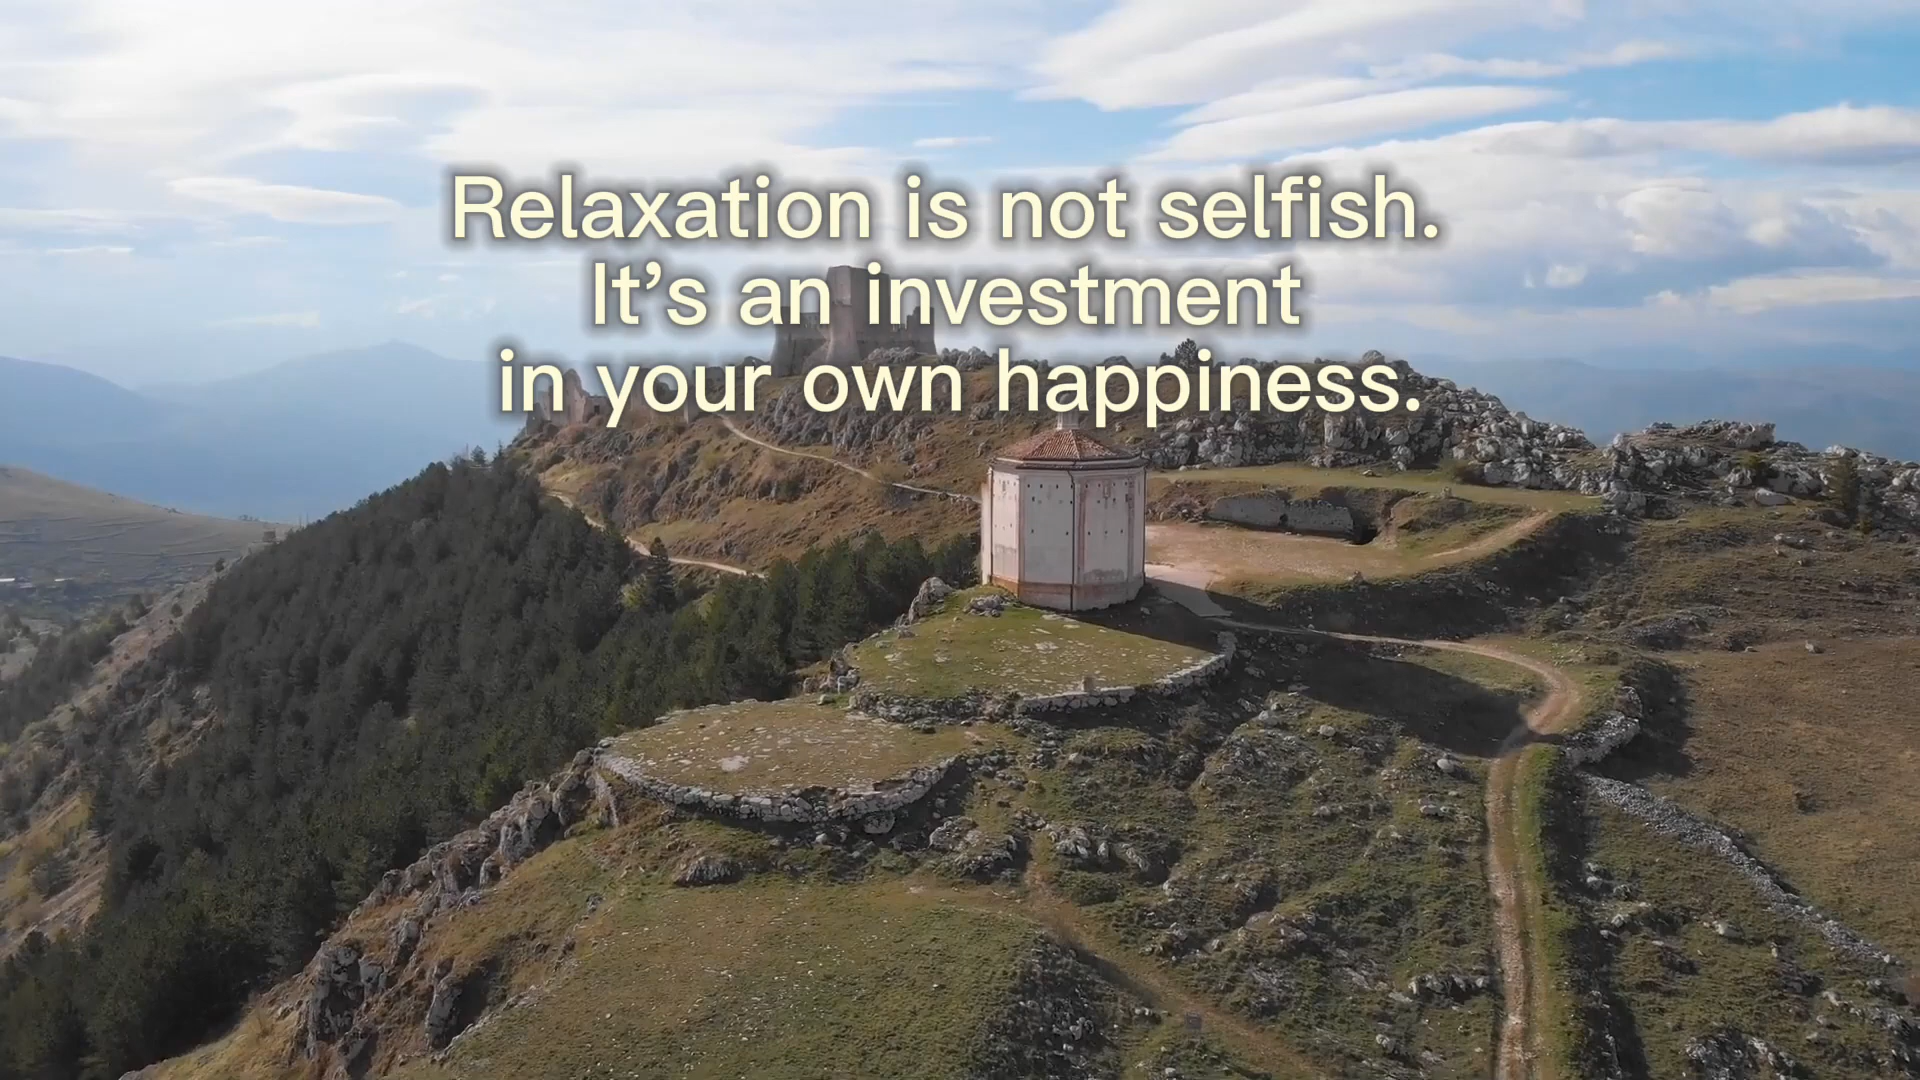 Relaxation is not selfish.
It’s an investment
in your own happiness.